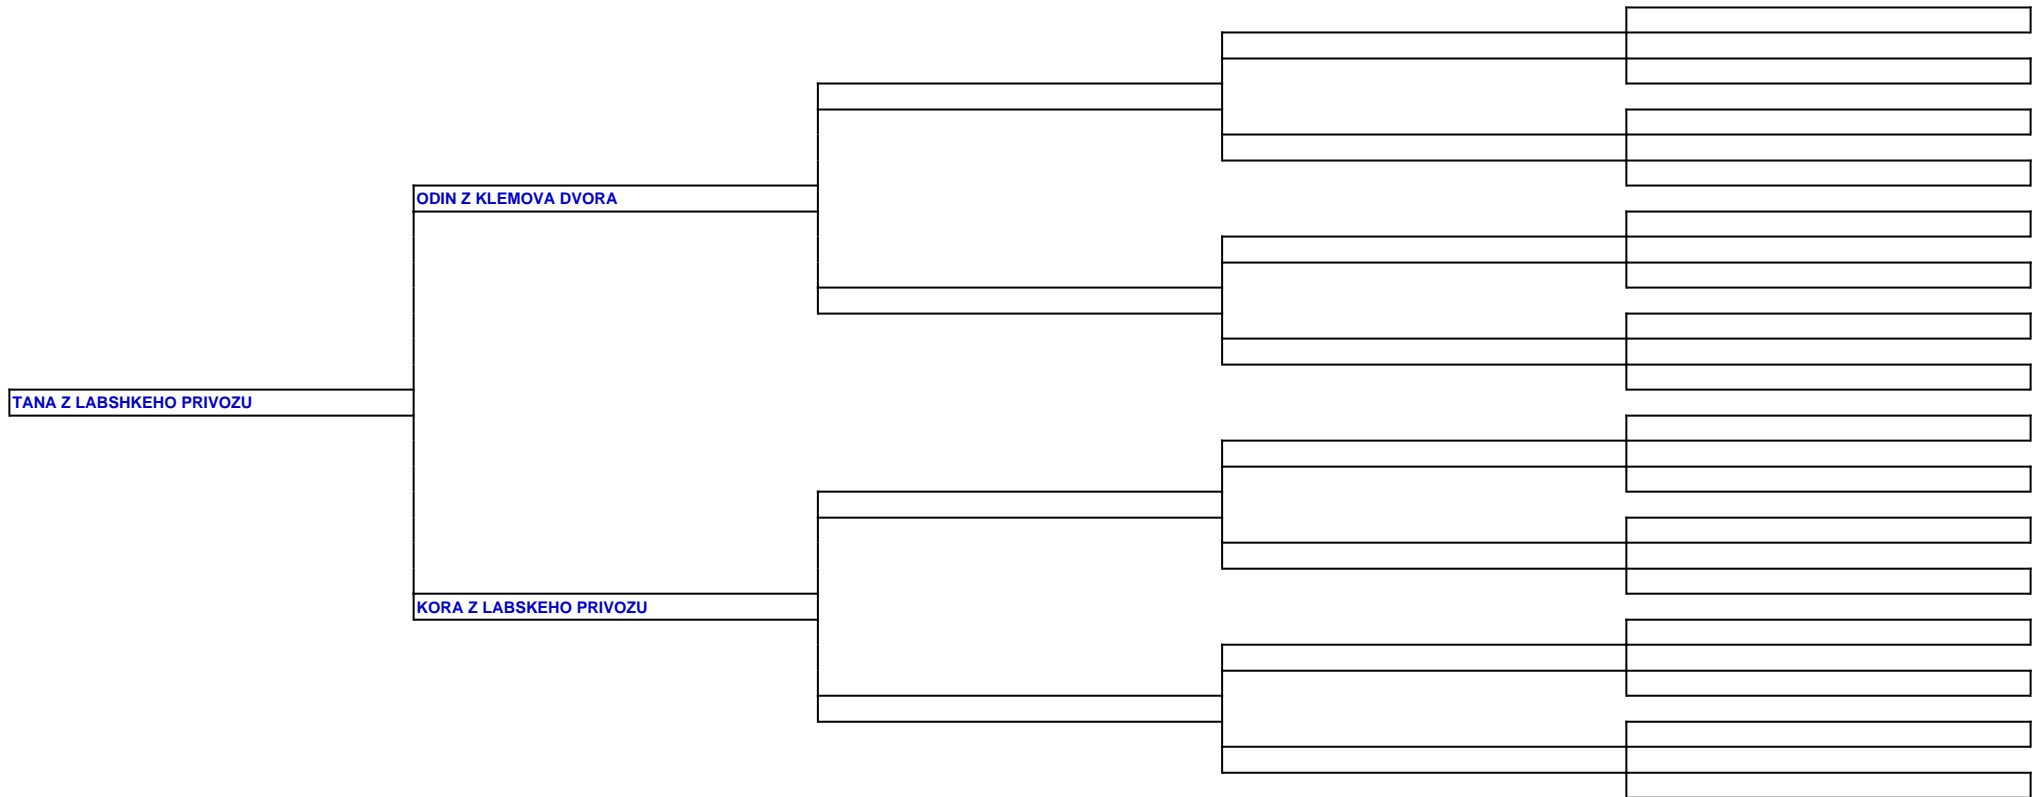 ODIN Z KLEMOVA DVORA
TANA Z LABSHKEHO PRIVOZU
KORA Z LABSKEHO PRIVOZU